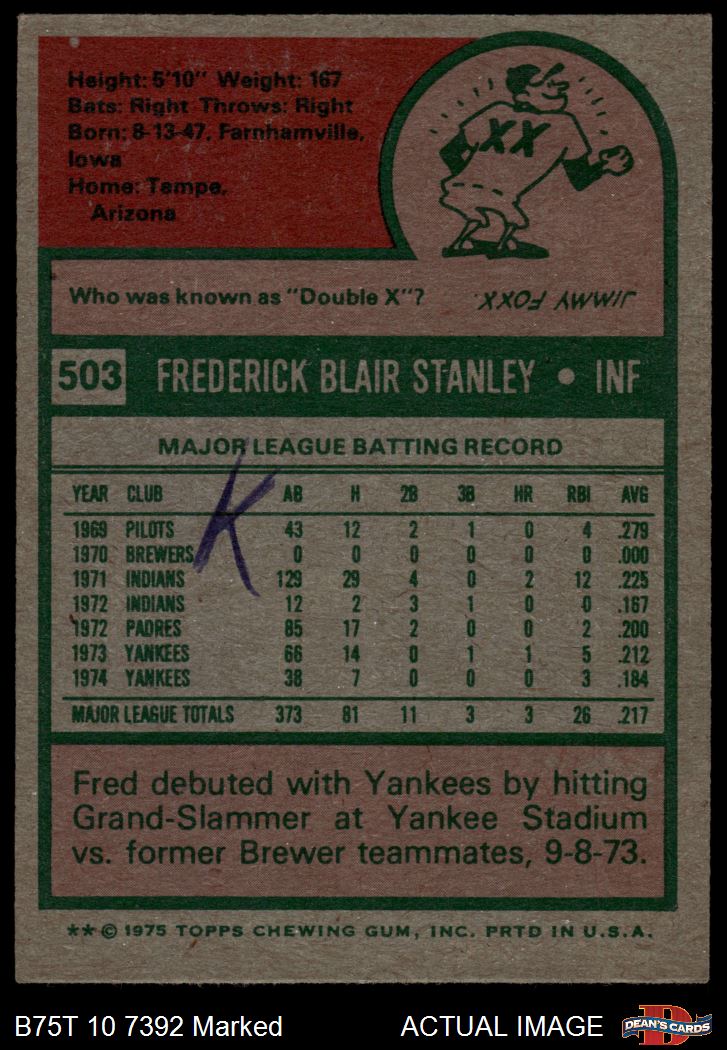 Height: 5'10" Weight: 167
Bats: Right Throws: Right
Born: 8-13-47, Farnhamville,
Iowa
Home: Tempe,
Arizona
XX
Who was known as "Double X"?
JIMMY FOXX.
503 FREDERICK BLAIR STANLEY • INF
MAJOR LEAGUE BATTING RECORD
K
YEAR CLUB AB H 2B 3B HR RBI AVG
1969 PILOTS 43 12 2 1 0 4 .279
1970 BREWERS 0 0 0 0 0 0 .000
1971 INDIANS 129 29 4 0 2 12 .225
1972 INDIANS 12 2 3 1 0 0 .167
1972 PADRES 85 17 2 0 0 2 .200
1973 YANKEES 66 14 0 1 1 5 .212
1974 YANKEES 38 7 0 0 0 3 .184
MAJOR LEAGUE TOTALS 373 81 11 3 3 26 .217
Fred debuted with Yankees by hitting
Grand-Slammer at Yankee Stadium
vs. former Brewer teammates, 9-8-73.
**© 1975 TOPPS CHEWING GUM, INC. PRTD IN U.S.A.
B75T 10 7392 Marked ACTUAL IMAGE
D
DEAN'S CARDS